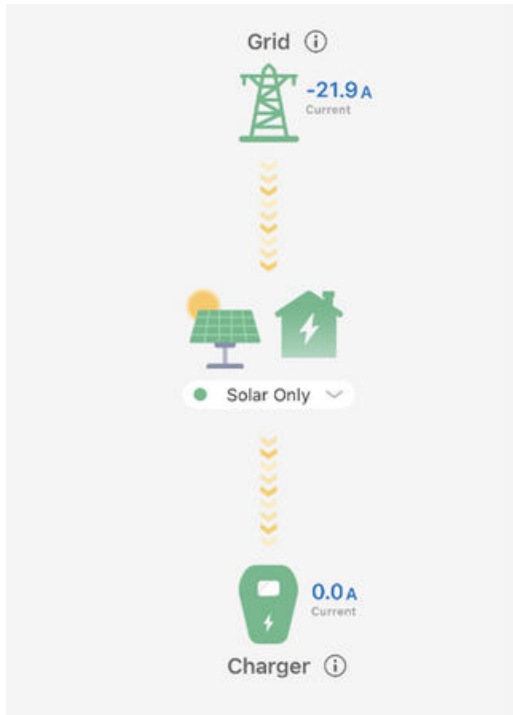 Grid
-21.9 A
Current
Solar Only
0.0 A
Current
Charger